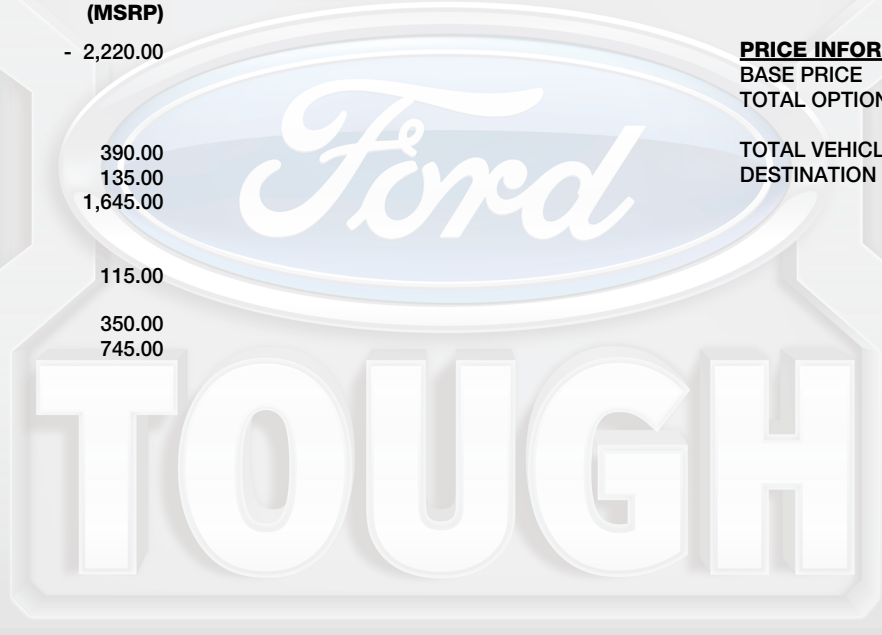 (MSRP)
- 2,220.00
390.00
135.00
1,645.00
115.00
350.00
745.00
PRICE INFOR
BASE PRICE
TOTAL OPTION
TOTAL VEHICL
DESTINATION
Ford
TOUGH